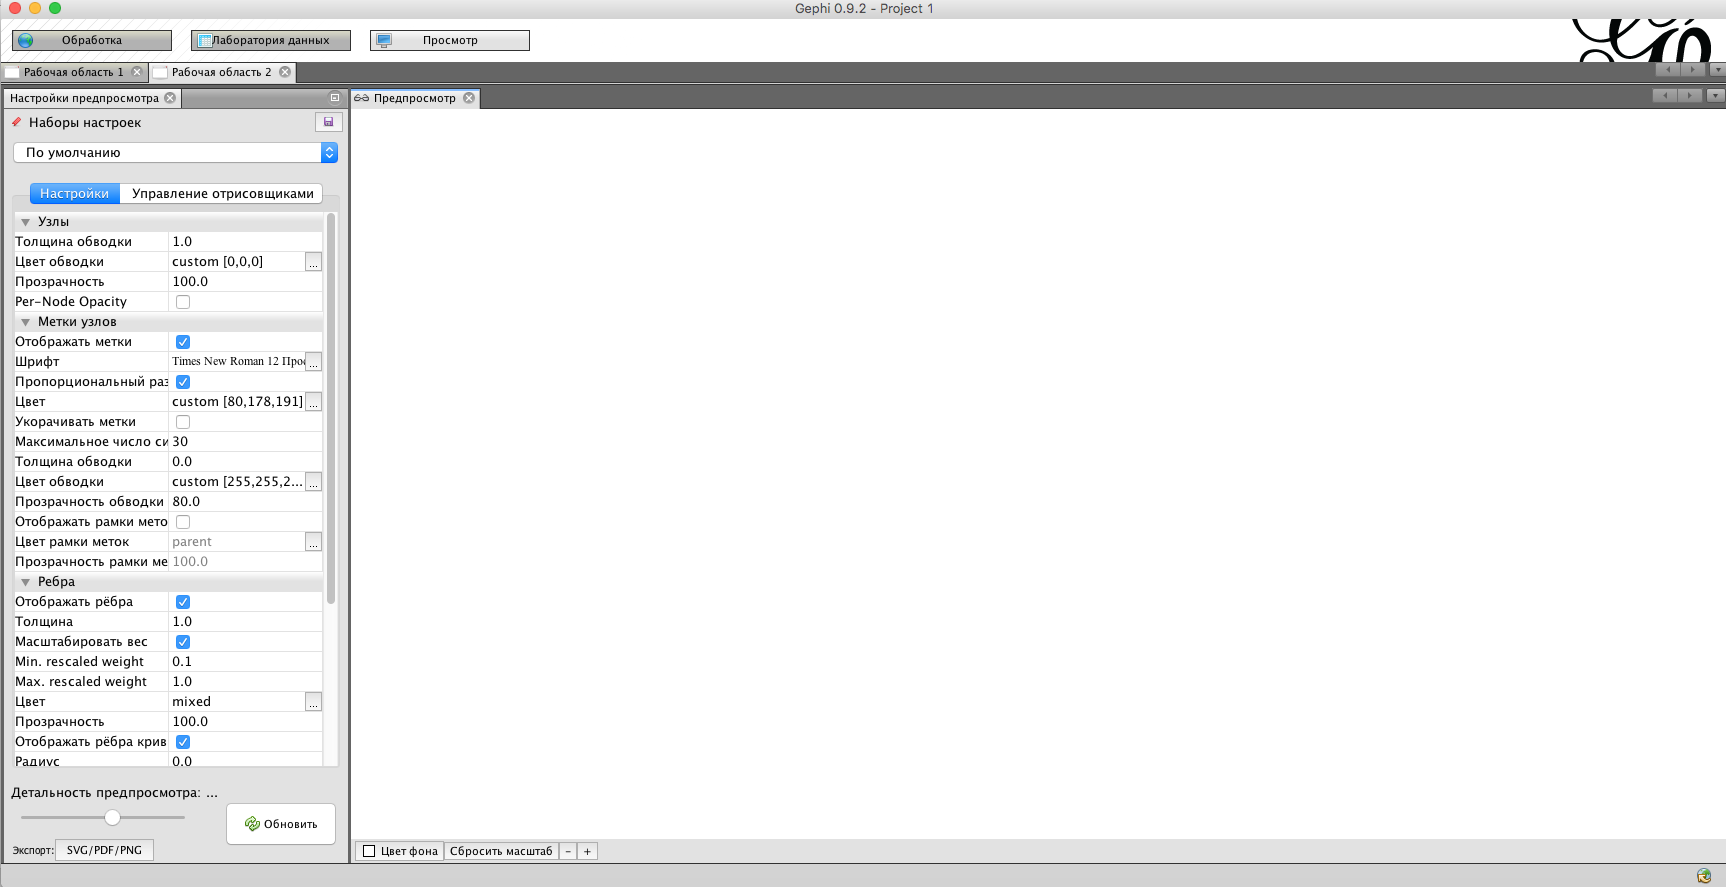 Gephi 0.9.2 - Project 1
Обработка
Лаборатория данных
Просмотр
Рабочая область 1
Рабочая область 2
Настройки предпросмотра
Предпросмотр
Наборы настроек
По умолчанию
Настройки
Управление отрисовщиками
Узлы
Толщина обводки 1.0
Цвет обводки custom [0,0,0] ...
Прозрачность 100.0
Per-Node Opacity
Метки узлов
Отображать метки
Шрифт Times New Roman 12 Прос ...
Пропорциональный раз
Цвет custom [80,178,191] ...
Укорачивать метки
Максимальное число си 30
Толщина обводки 0.0
Цвет обводки custom [255,255,2... ...
Прозрачность обводки 80.0
Отображать рамки мето
Цвет рамки меток parent ...
Прозрачность рамки ме 100.0
Ребра
Отображать рёбра
Толщина 1.0
Масштабировать вес
Min. rescaled weight 0.1
Max. rescaled weight 1.0
Цвет mixed ...
Прозрачность 100.0
Отображать рёбра крив
Радиус 0.0
Детальность предпросмотра: ...
Обновить
Экспорт: SVG/PDF/PNG
Цвет фона
Сбросить масштаб
- +